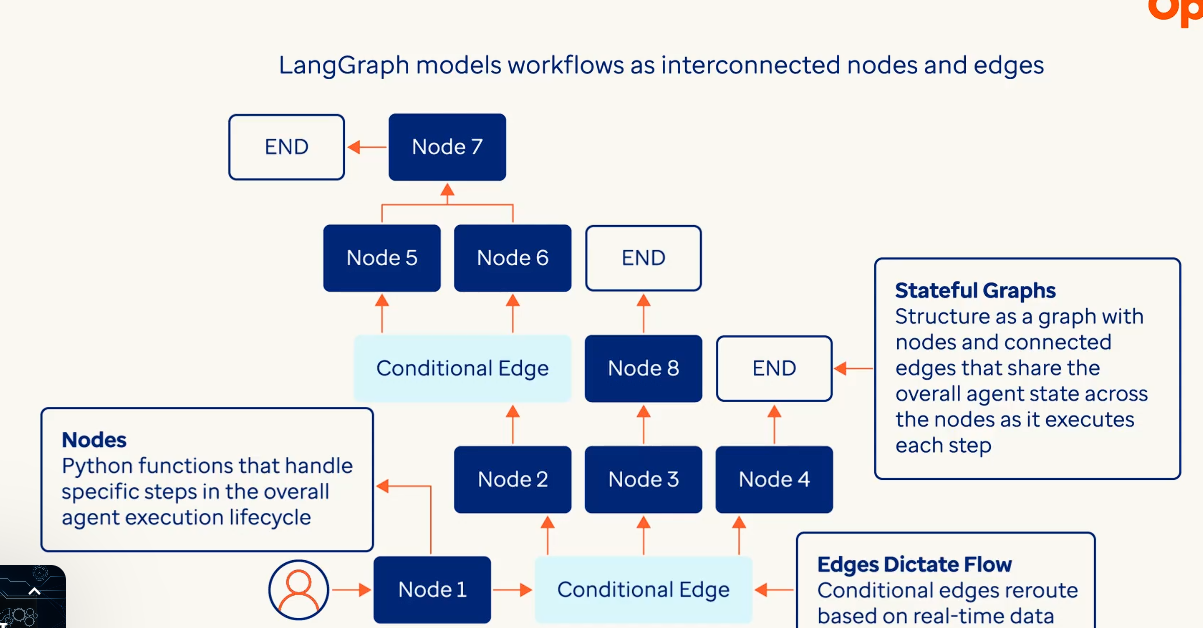 Op
LangGraph models workflows as interconnected nodes and edges
END
Node 7
Node 5
Node 6
END
Conditional Edge
Node 8
END
Stateful Graphs
Structure as a graph with
nodes and connected
edges that share the
overall agent state across
the nodes as it executes
each step
Nodes
Python functions that handle
specific steps in the overall
agent execution lifecycle
Node 2
Node 3
Node 4
Node 1
Conditional Edge
Edges Dictate Flow
Conditional edges reroute
based on real-time data